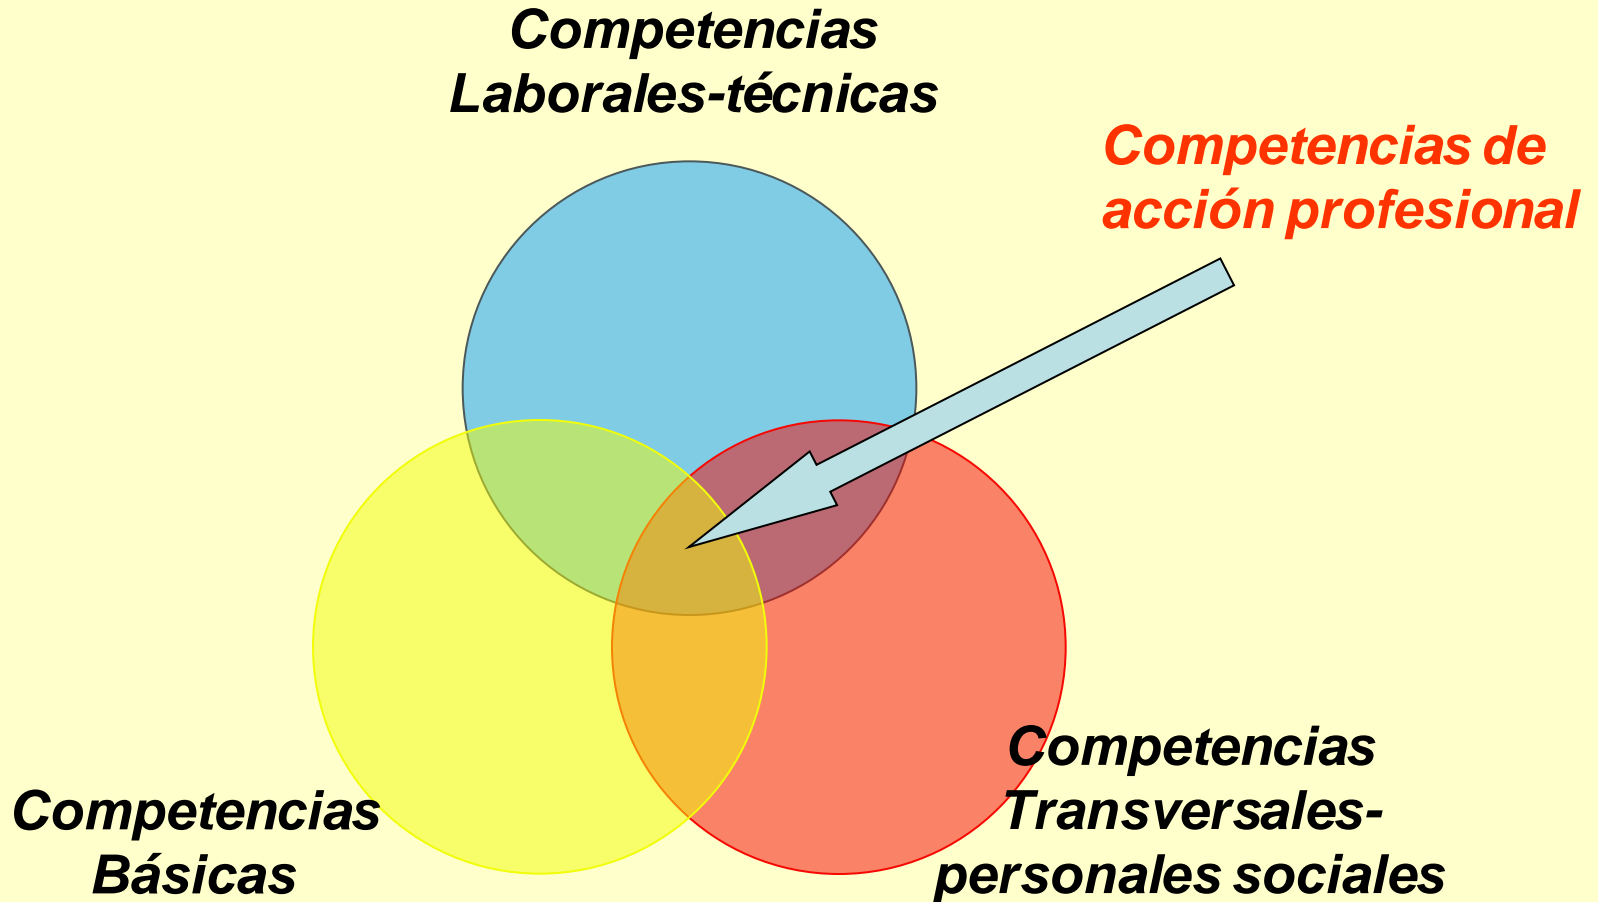 Competencias
Laborales-técnicas
Competencias de
acción profesional
Competencias
Básicas
Competencias
Transversales-
personales sociales